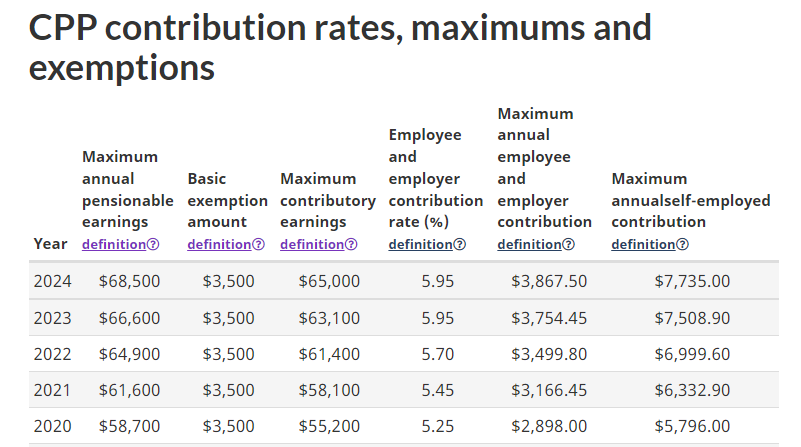 CPP contribution rates, maximums and
exemptions
Year
Maximum
annual
pensionable
earnings
definition?
Basic
exemption
amount
definition?
Maximum
contributory
earnings
definition?
Employee
and
employer
contribution
rate (%)
definition?
Maximum
annual
employee
and
employer
contribution
definition?
Maximum
annualself-employed
contribution
definition?
2024 $68,500 $3,500 $65,000 5.95 $3,867.50 $7,735.00
2023 $66,600 $3,500 $63,100 5.95 $3,754.45 $7,508.90
2022 $64,900 $3,500 $61,400 5.70 $3,499.80 $6,999.60
2021 $61,600 $3,500 $58,100 5.45 $3,166.45 $6,332.90
2020 $58,700 $3,500 $55,200 5.25 $2,898.00 $5,796.00